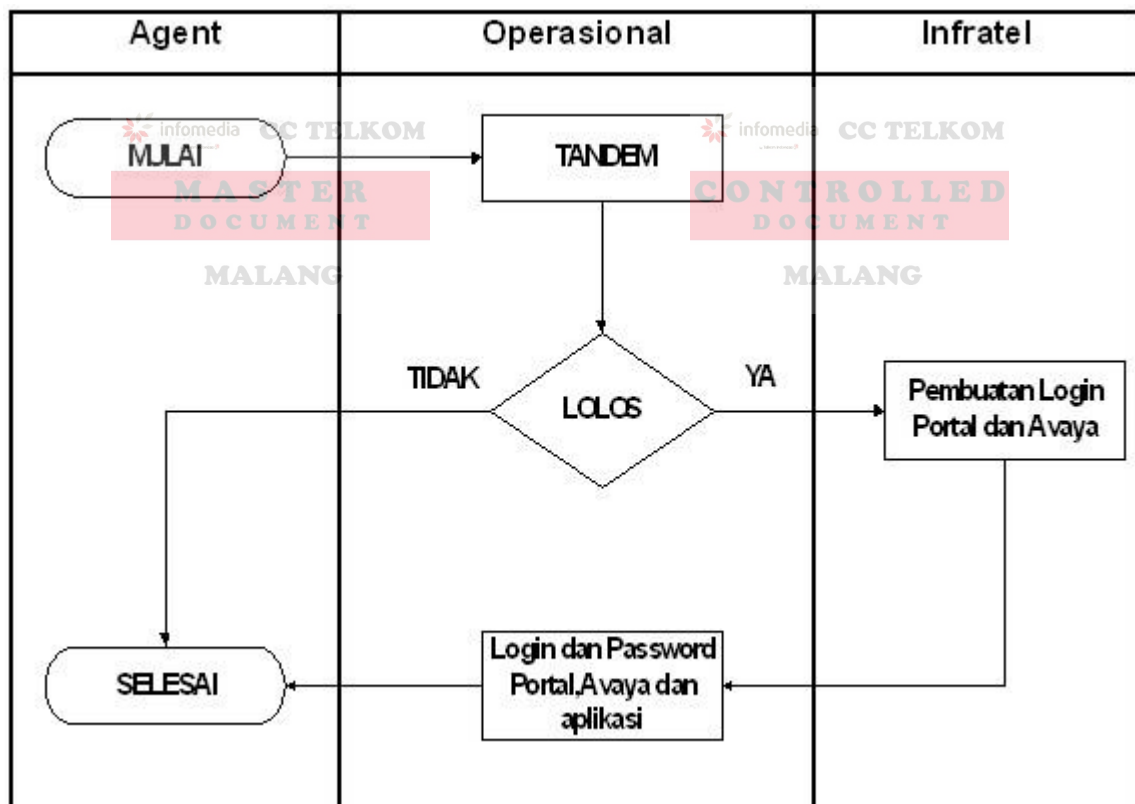 Agent
Operasional
Infratel
infomedia CC TELKOM
infomedia CC TELKOM
MULAI
TANDEM
MASTER
DOCUMENT
CONTROLLED
DOCUMENT
MALANG
MALANG
TIDAK
LOLOS
YA
Pembuatan Login
Portal dan Avaya
Login dan Password
Portal,Avaya dan
aplikasi
SELESAI